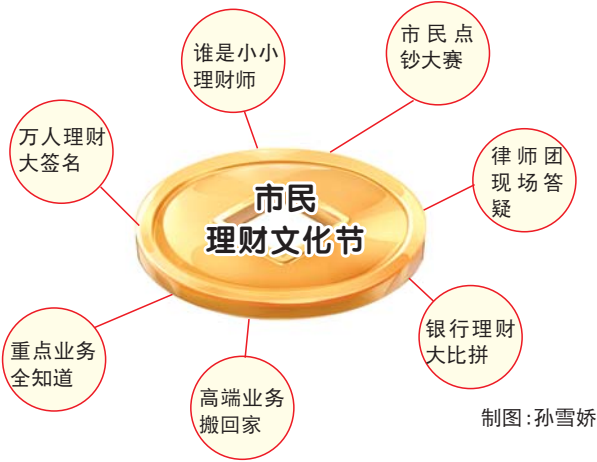 谁是小小
理财师
市民点
钞大赛
万人理财
大签名
律师团
现场答
疑
市民
理财文化节
重点业务
全知道
高端业务
搬回家
银行理财
大比拼
制图:孙雪娇